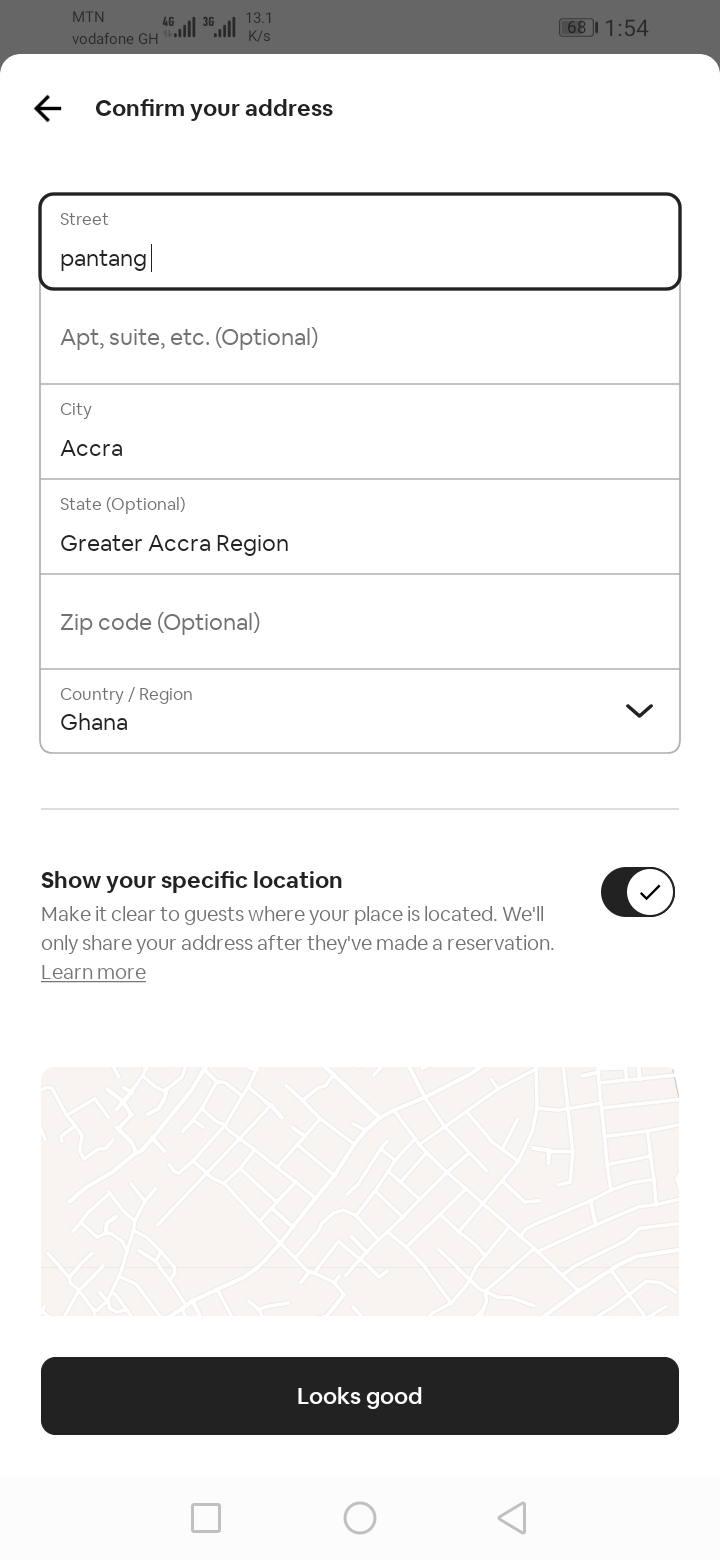 MTN
vodafone GH
4G
3G
13.1
K/s
68
1:54
Confirm your address
Street
pantang
Apt, suite, etc. (Optional)
City
Accra
State (Optional)
Greater Accra Region
Zip code (Optional)
Country / Region
Ghana
Show your specific location
Make it clear to guests where your place is located. We'll
only share your address after they've made a reservation.
Learn more
Looks good